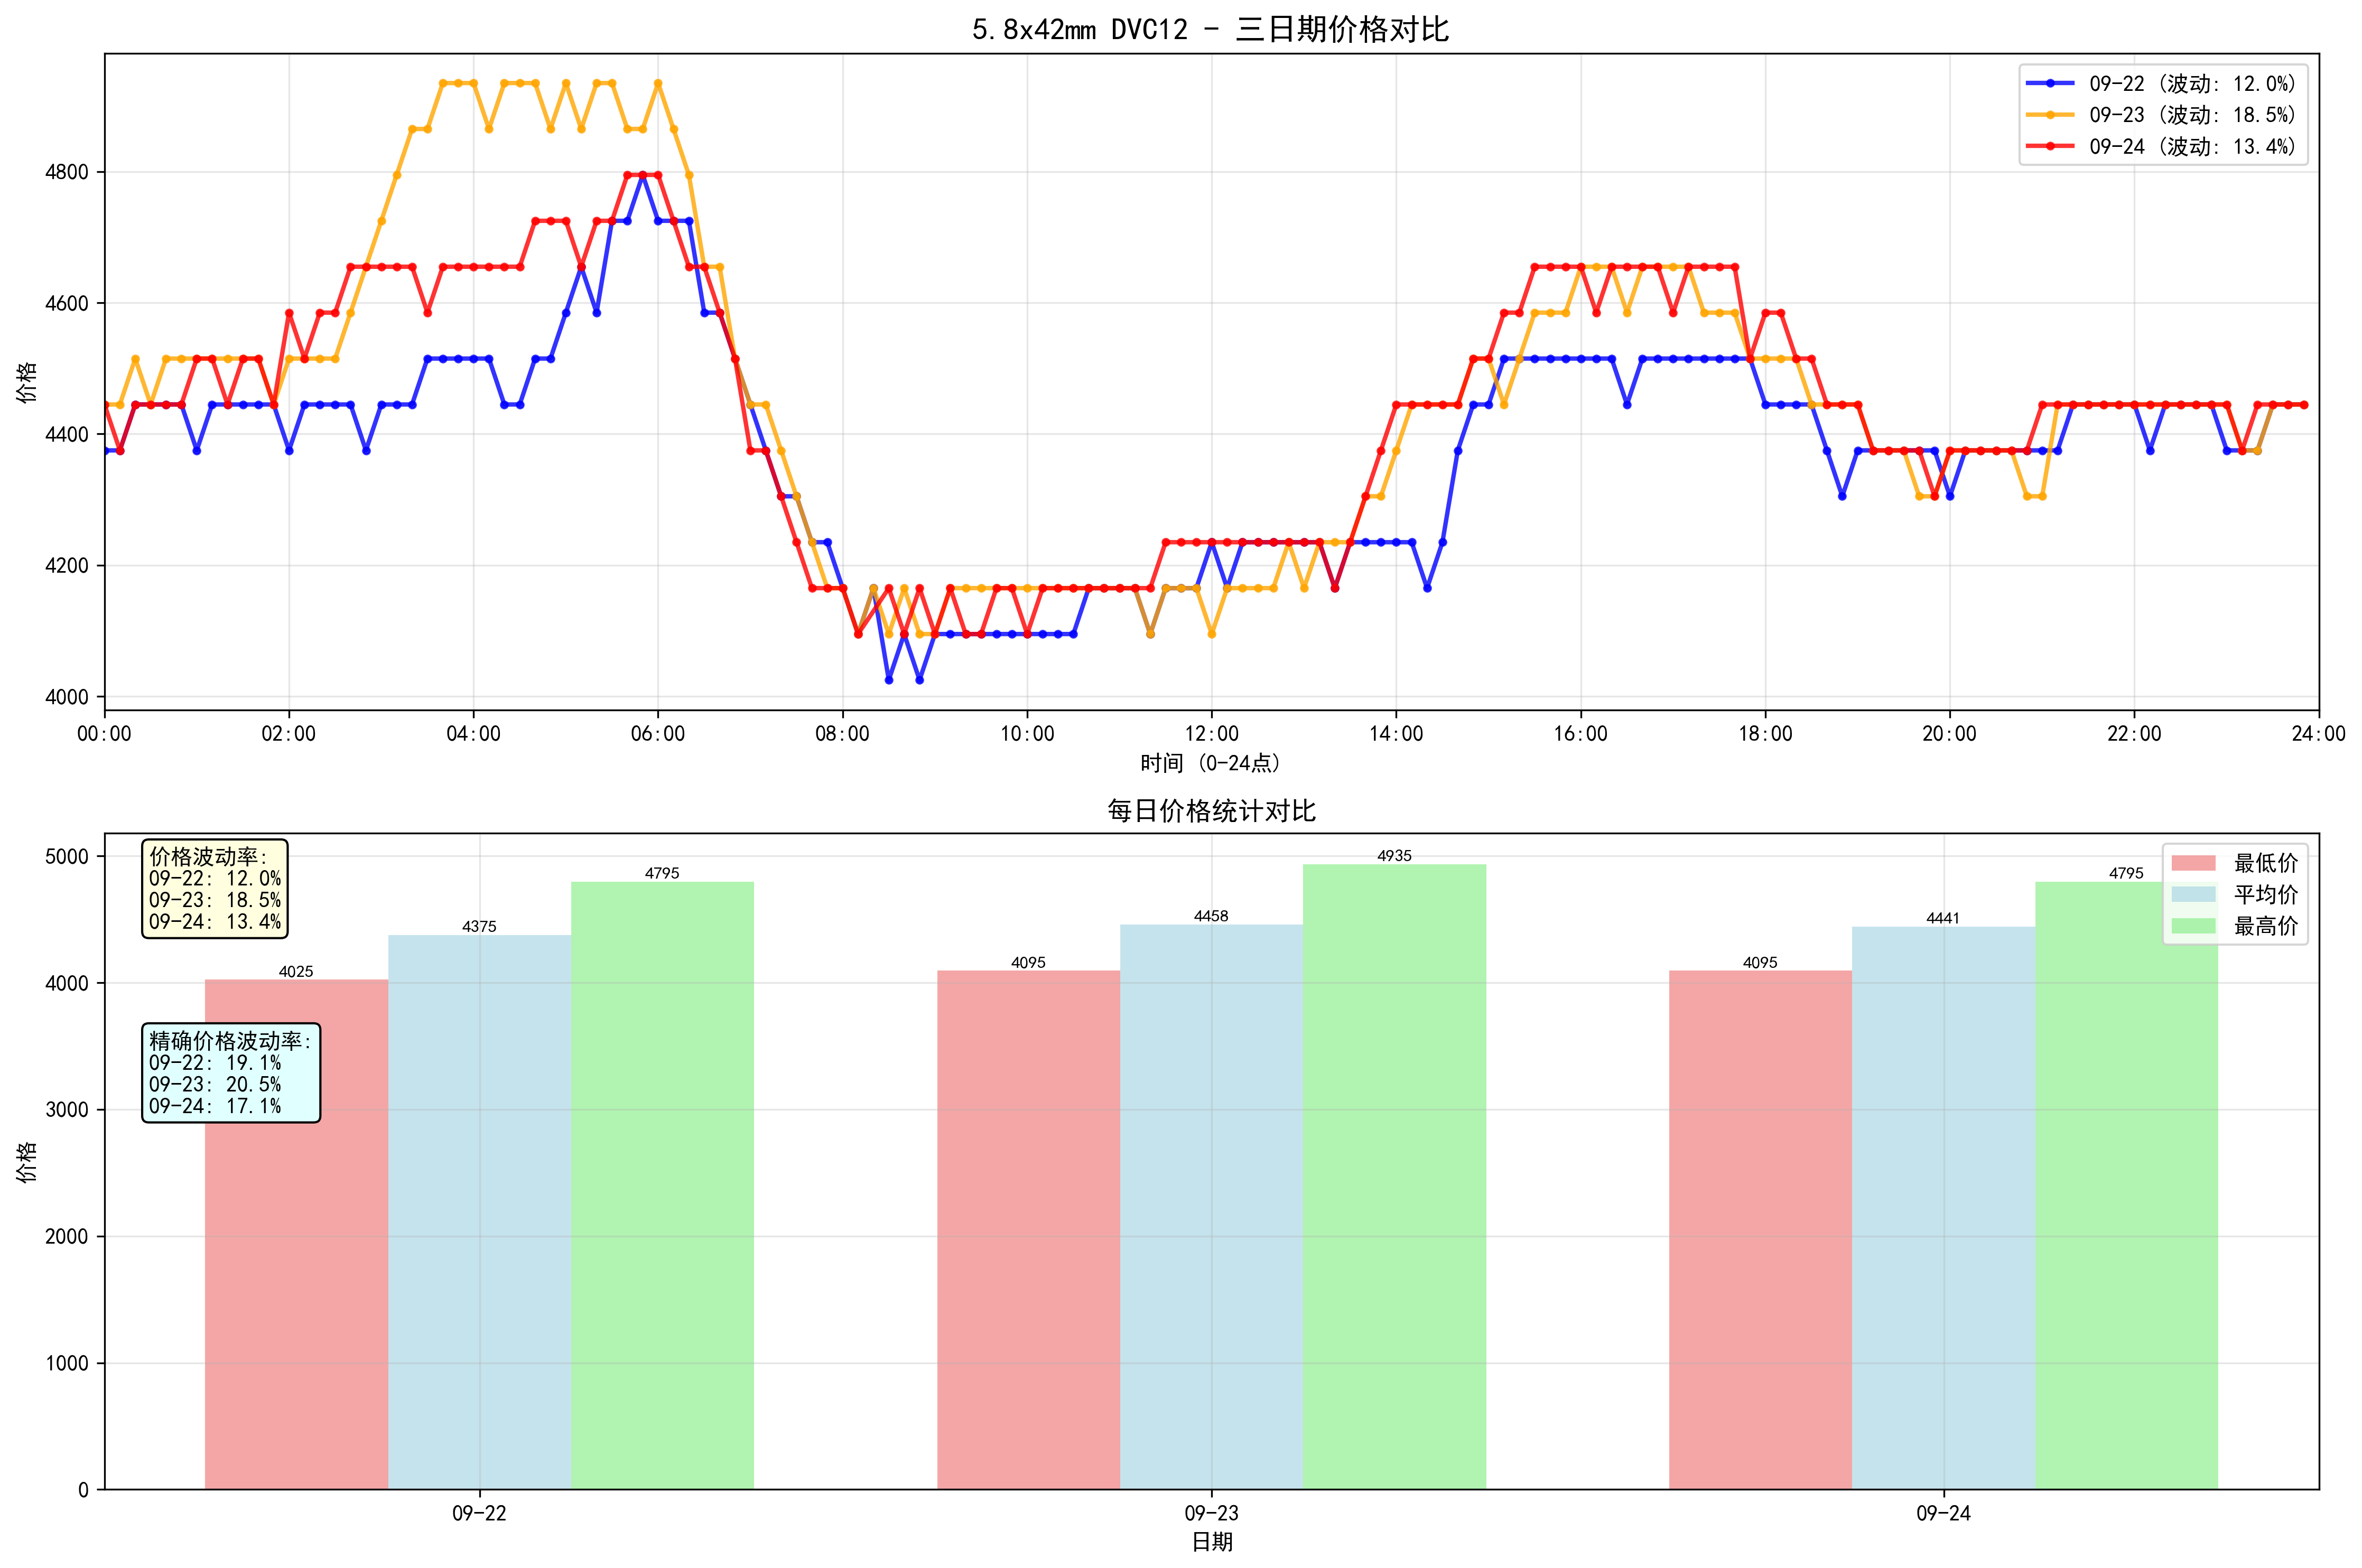 5.8x42mm DVC12 - 三日期价格对比
09-22 (波动: 12.0%)
09-23 (波动: 18.5%)
09-24 (波动: 13.4%)
价格
4800
4600
4400
4200
4000
00:00 02:00 04:00 06:00 08:00 10:00 12:00 14:00 16:00 18:00 20:00 22:00 24:00
时间 (0-24点)
每日价格统计对比
价格波动率:
09-22: 12.0%
09-23: 18.5%
09-24: 13.4%
精确价格波动率:
09-22: 19.1%
09-23: 20.5%
09-24: 17.1%
最低价
平均价
最高价
4025 4375 4795
4095 4458 4935
4095 4441 4795
价格
5000
4000
3000
2000
1000
0
09-22 09-23 09-24
日期